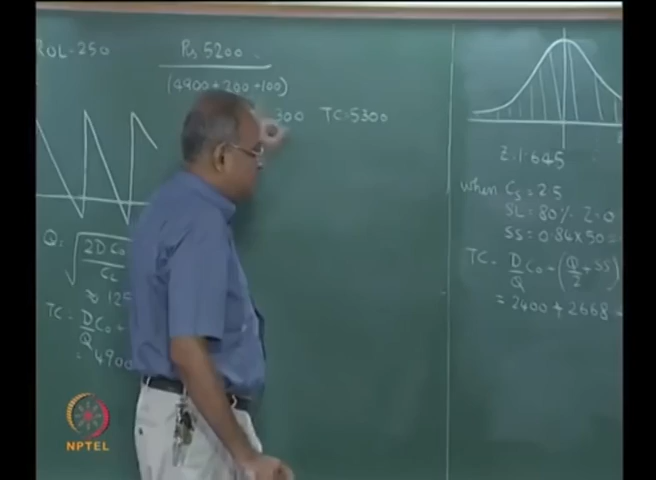 ROL = 250
Rs 5200
(4900 + 200 + 100)
300 TC = 5300
Q = √2DCo
Cc
≈ 125
TC = D/Q Co +
= 4900
Z = 1.645
when Cs = 2.5
SL = 80% Z = 0
SS = 0.84 × 50 =
TC = D/Q Co + (Q/2 + SS)
= 2400 + 2668 +
NPTEL